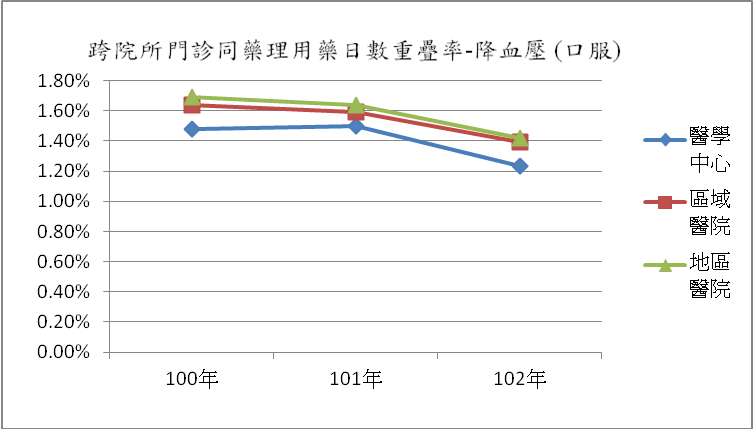 跨院所門診同藥理用藥日數重疊率-降血壓 (口服)
1.80%
1.60%
1.40%
1.20%
1.00%
0.80%
0.60%
0.40%
0.20%
0.00%
100年
101年
102年
醫學
中心
區域
醫院
地區
醫院